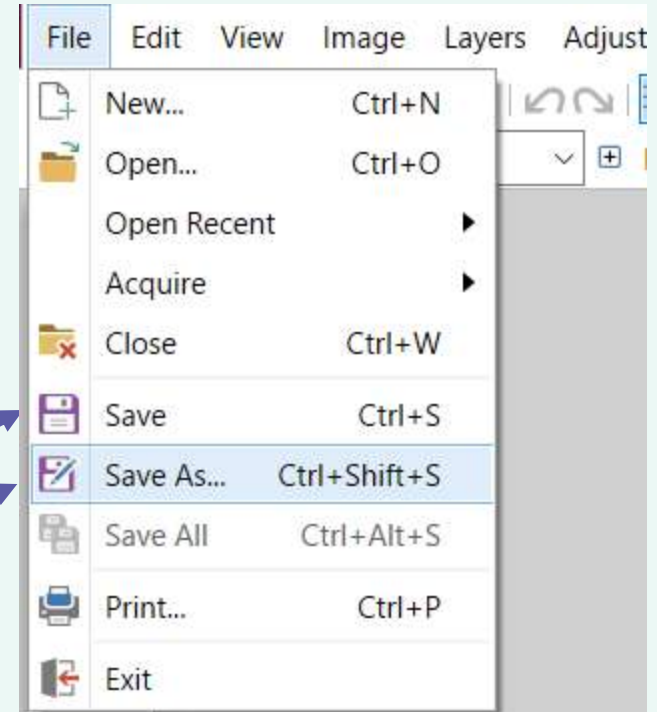 File Edit View Image Layers Adjust
New... Ctrl+N
Open... Ctrl+O
Open Recent
Acquire
Close Ctrl+W
Save Ctrl+S
Save As... Ctrl+Shift+S
Save All Ctrl+Alt+S
Print... Ctrl+P
Exit